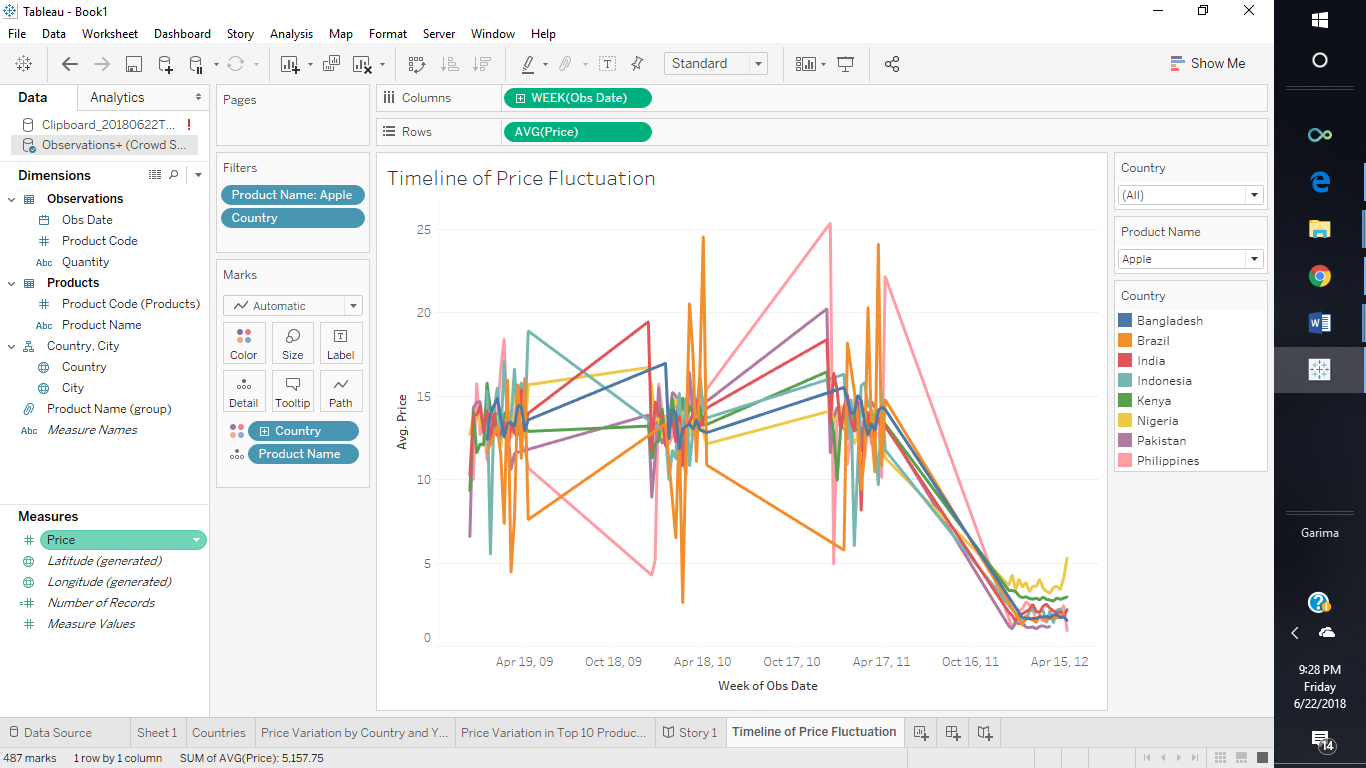 Tableau - Book1
File Data Worksheet Dashboard Story Analysis Map Format Server Window Help
Standard
Show Me
Data Analytics
Clipboard_20180622T... !
Observations+ (Crowd S...
Dimensions
Observations
Obs Date
Product Code
Abc Quantity
Products
Product Code (Products)
Abc Product Name
Country, City
Country
City
Product Name (group)
Abc Measure Names
Measures
Price
Latitude (generated)
Longitude (generated)
Number of Records
Measure Values
Pages
Filters
Product Name: Apple
Country
Marks
Automatic
Color Size Label
Detail Tooltip Path
Country
Product Name
Columns WEEK(Obs Date)
Rows AVG(Price)
Timeline of Price Fluctuation
Avg. Price
25
20
15
10
5
0
Apr 19, 09 Oct 18, 09 Apr 18, 10 Oct 17, 10 Apr 17, 11 Oct 16, 11 Apr 15, 12
Week of Obs Date
Country
(All)
Product Name
Apple
Country
Bangladesh
Brazil
India
Indonesia
Kenya
Nigeria
Pakistan
Philippines
Data Source Sheet 1 Countries Price Variation by Country and Y... Price Variation in Top 10 Produc... Story 1 Timeline of Price Fluctuation
487 marks 1 row by 1 column SUM of AVG(Price): 5,157.75
Garima
9:28 PM
Friday
6/22/2018
14